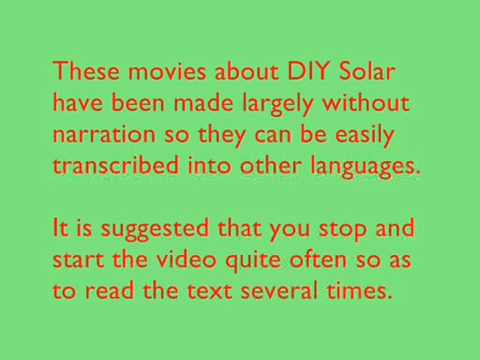 These movies about DIY Solar
have been made largely without
narration so they can be easily
transcribed into other languages.
It is suggested that you stop and
start the video quite often so as
to read the text several times.